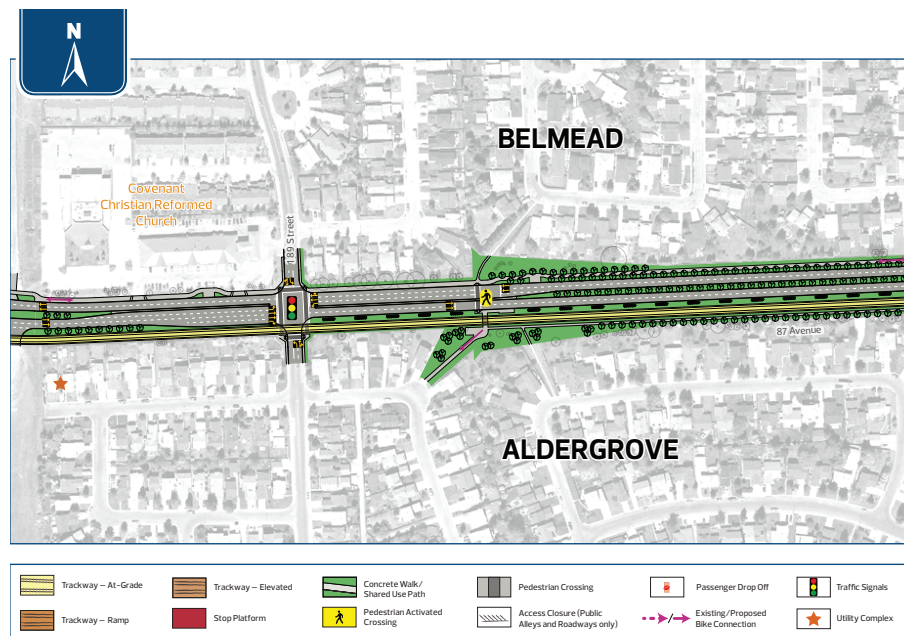 N
BELMEAD
Covenant
Christian Reformed
Church
189 Street
87 Avenue
ALDERGROVE
Trackway – At-Grade
Trackway – Elevated
Concrete Walk/
Shared Use Path
Pedestrian Crossing
Passenger Drop Off
Traffic Signals
Trackway – Ramp
Stop Platform
Pedestrian Activated
Crossing
Access Closure (Public
Alleys and Roadways only)
Existing/Proposed
Bike Connection
Utility Complex